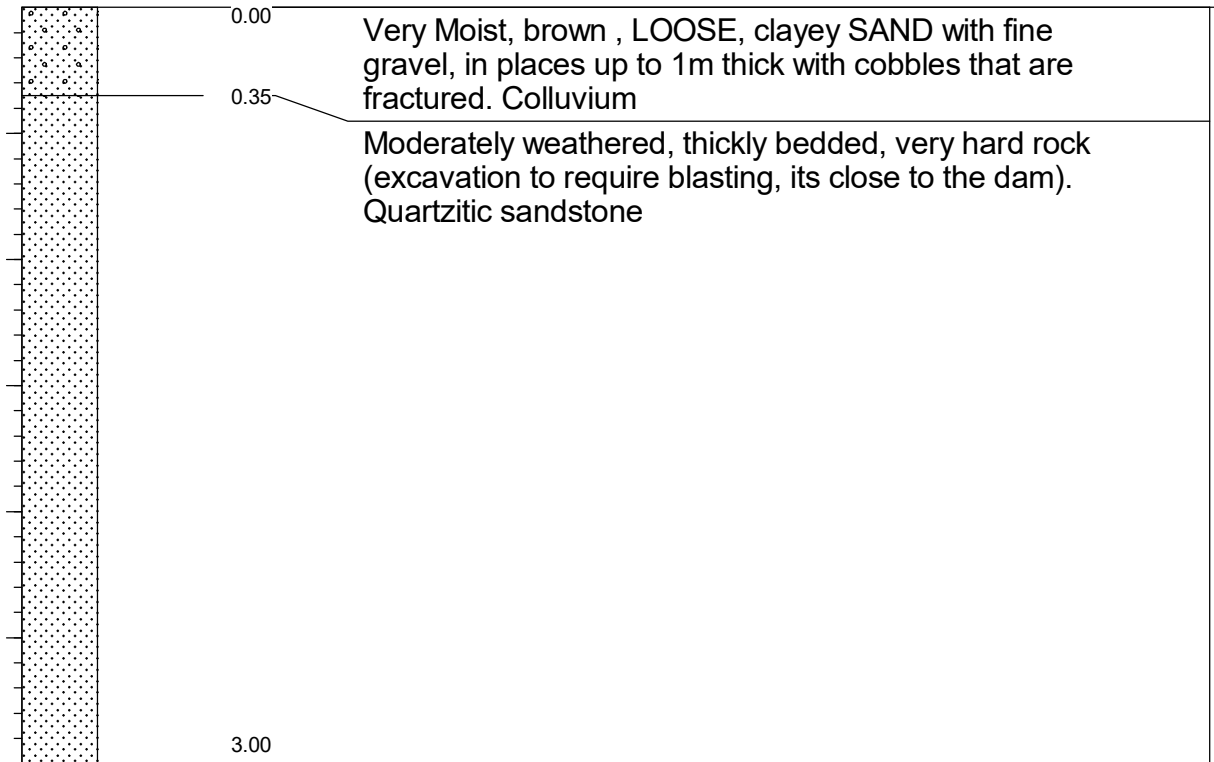 0.00
Very Moist, brown , LOOSE, clayey SAND with fine
gravel, in places up to 1m thick with cobbles that are
fractured. Colluvium
0.35
Moderately weathered, thickly bedded, very hard rock
(excavation to require blasting, its close to the dam).
Quartzitic sandstone
3.00